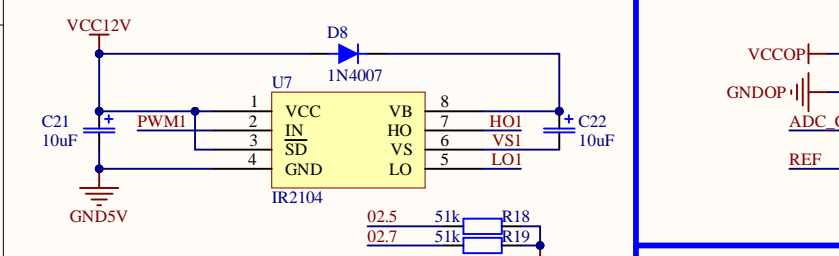 VCC12V
D8
1N4007
U7
C21
10uF
PWM1
1 VCC VB 8
2 IN HO 7 HO1
3 SD VS 6 VS1
4 GND LO 5 LO1
C22
10uF
IR2104
GND5V
02.5 51k R18
02.7 51k R19
VCCOP
GNDOP
REF